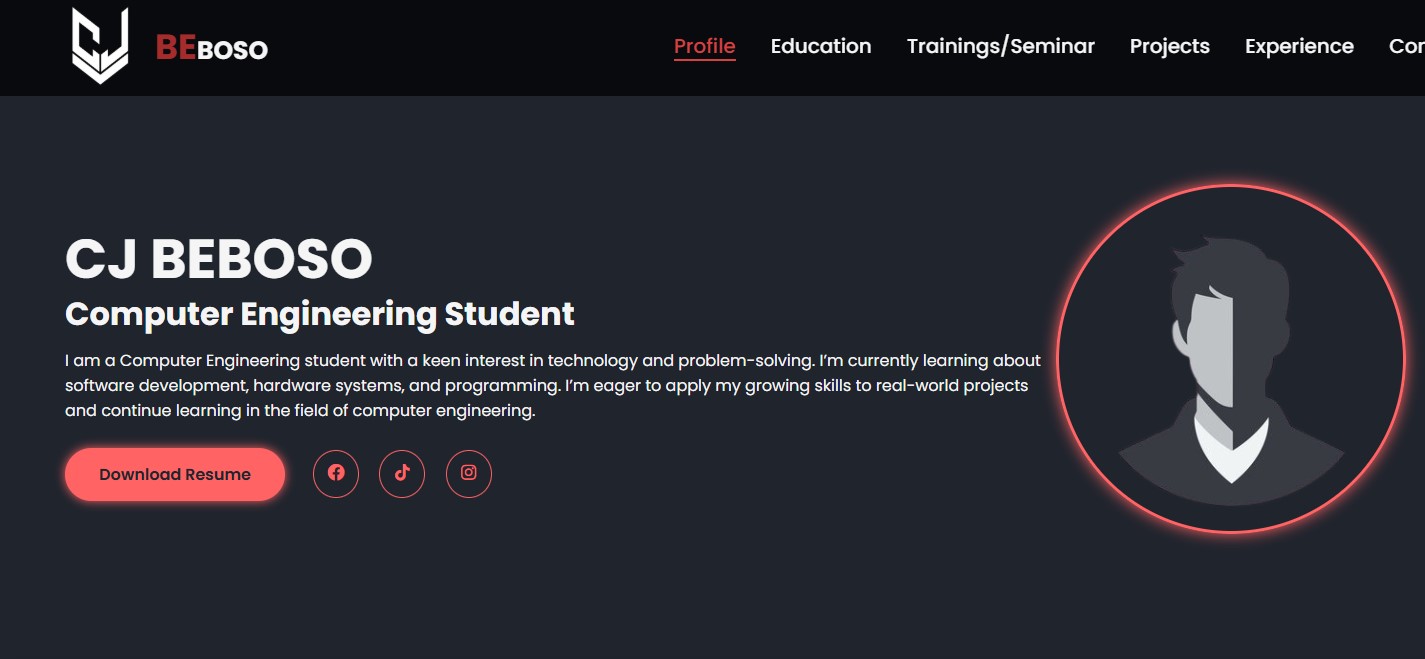 BEBOSO
Profile Education Trainings/Seminar Projects Experience
CJ BEBOSO
Computer Engineering Student
I am a Computer Engineering student with a keen interest in technology and problem-solving. I’m currently learning about
software development, hardware systems, and programming. I’m eager to apply my growing skills to real-world projects
and continue learning in the field of computer engineering.
Download Resume